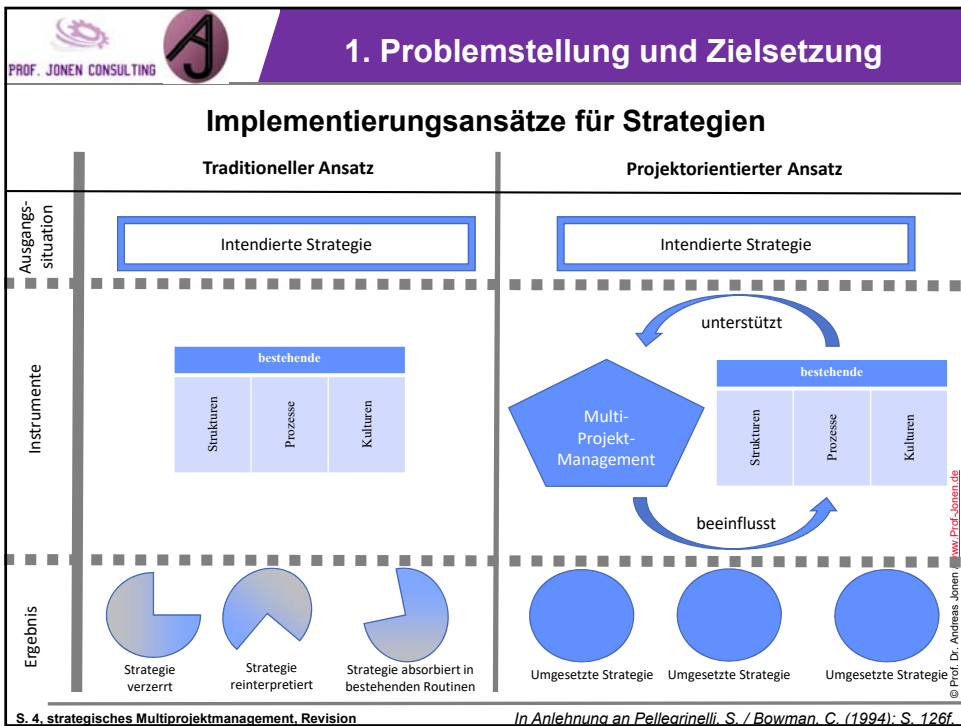 PROF. JONEN CONSULTING
AJ
1. Problemstellung und Zielsetzung
Implementierungsansätze für Strategien
Traditioneller Ansatz
Projektorientierter Ansatz
Ausgangs-
situation
Intendierte Strategie
Intendierte Strategie
Instrumente
bestehende
Strukturen
Prozesse
Kulturen
unterstützt
Multi-
Projekt-
Management
bestehende
Strukturen
Prozesse
Kulturen
beeinflusst
Ergebnis
Strategie
verzerrt
Strategie
reinterpretiert
Strategie absorbiert in
bestehenden Routinen
Umgesetzte Strategie
Umgesetzte Strategie
Umgesetzte Strategie
© Prof. Dr. Andreas Jonen / www.Prof-Jonen.de
S. 4, strategisches Multiprojektmanagement, Revision
In Anlehnung an Pellegrinelli, S. / Bowman, C. (1994): S. 126f.